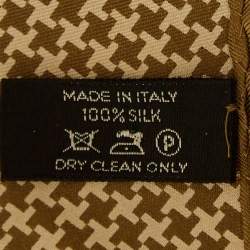 MADE IN ITALY
100% SILK
P
DRY CLEAN ONLY